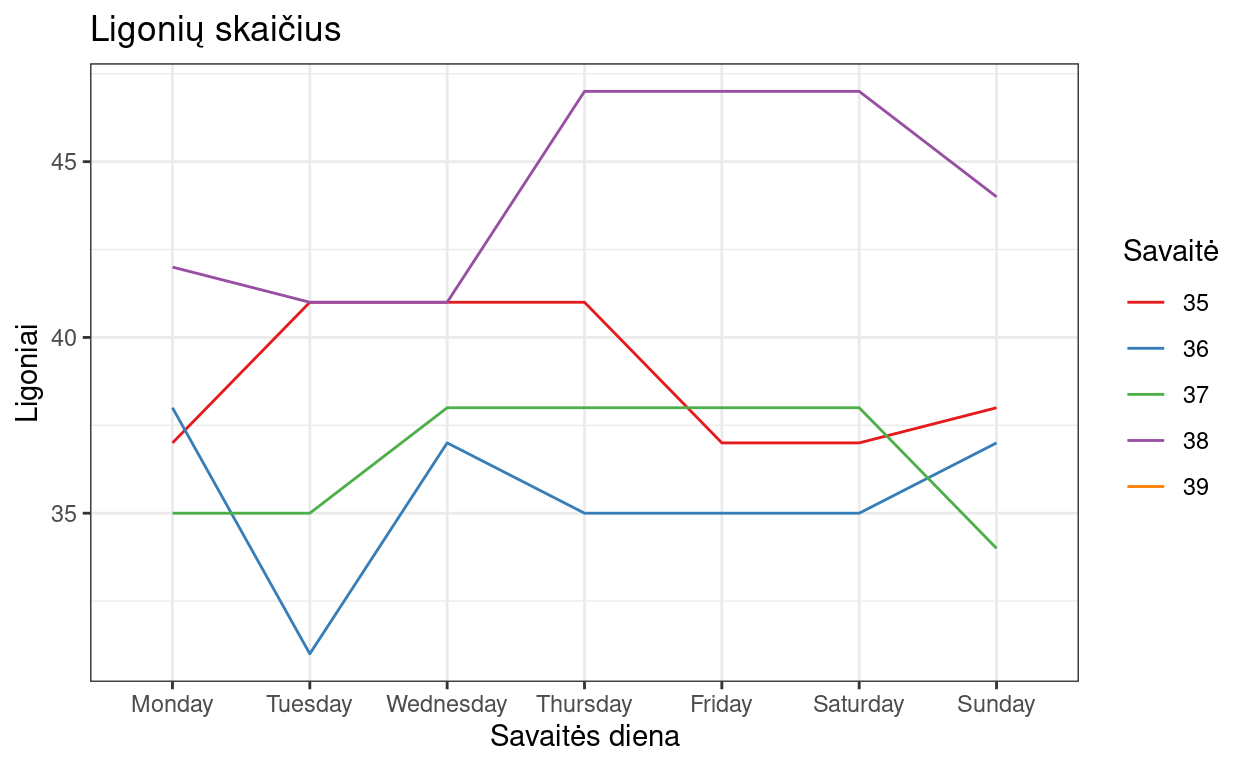 Ligonių skaičius
Ligoniai
45
40
35
Monday Tuesday Wednesday Thursday Friday Saturday Sunday
Savaitės diena
Savaitė
35
36
37
38
39